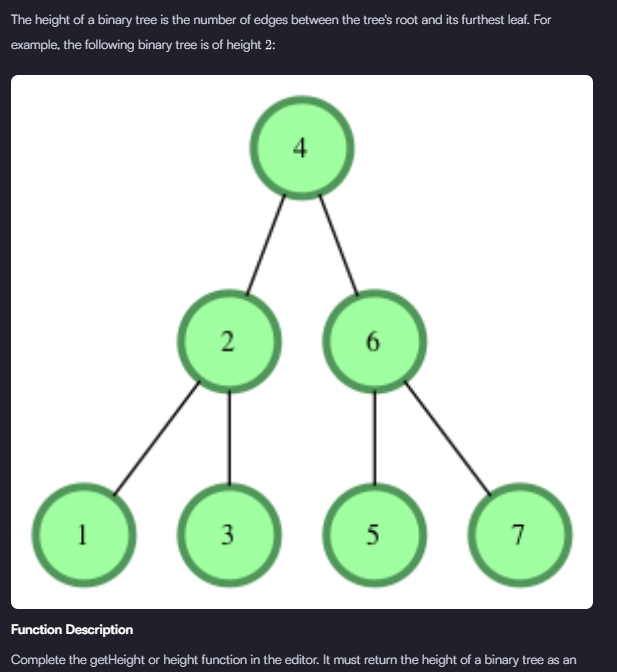 The height of a binary tree is the number of edges between the tree's root and its furthest leaf. For
example, the following binary tree is of height 2:
4
2 6
1 3 5 7
Function Description
Complete the getHeight or height function in the editor. It must return the height of a binary tree as an